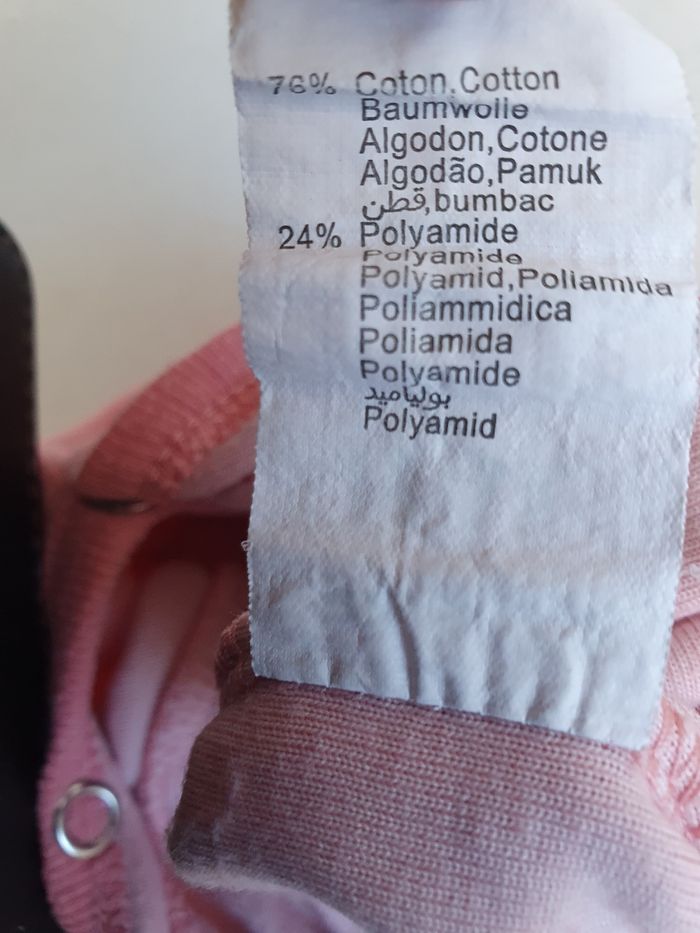 76% Coton.Cotton
Baumwolle
Algodon,Cotone
Algodão,Pamuk
قطن,bumbac
24% Polyamide
Polyamide
Polyamid,Poliamida
Poliammidica
Poliamida
Polyamide
بوليأميد
Polyamid